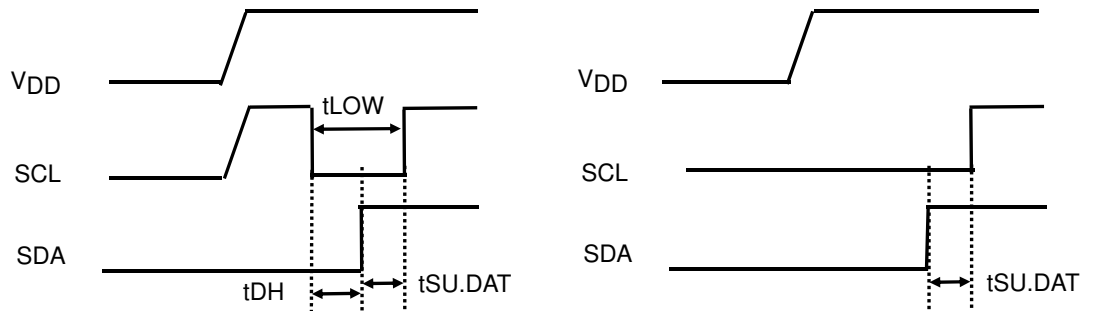 VDD
tLOW
SCL
SDA
tDH
tSU.DAT
VDD
SCL
SDA
tSU.DAT